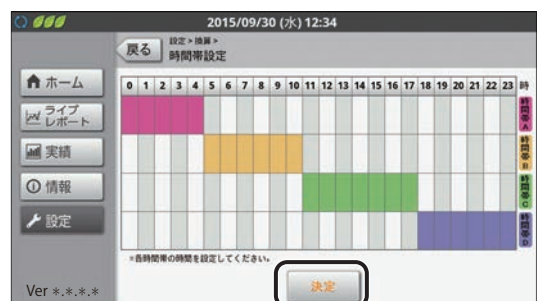 2015/09/30 (水) 12:34
戻る
設定 > 換算 >
時間帯設定
ホーム
ライブ
レポート
実績
情報
設定
Ver *.*.*.*
0 1 2 3 4 5 6 7 8 9 10 11 12 13 14 15 16 17 18 19 20 21 22 23 時
時間帯A
時間帯B
時間帯C
時間帯D
*各時間帯の時間を設定してください。
決定